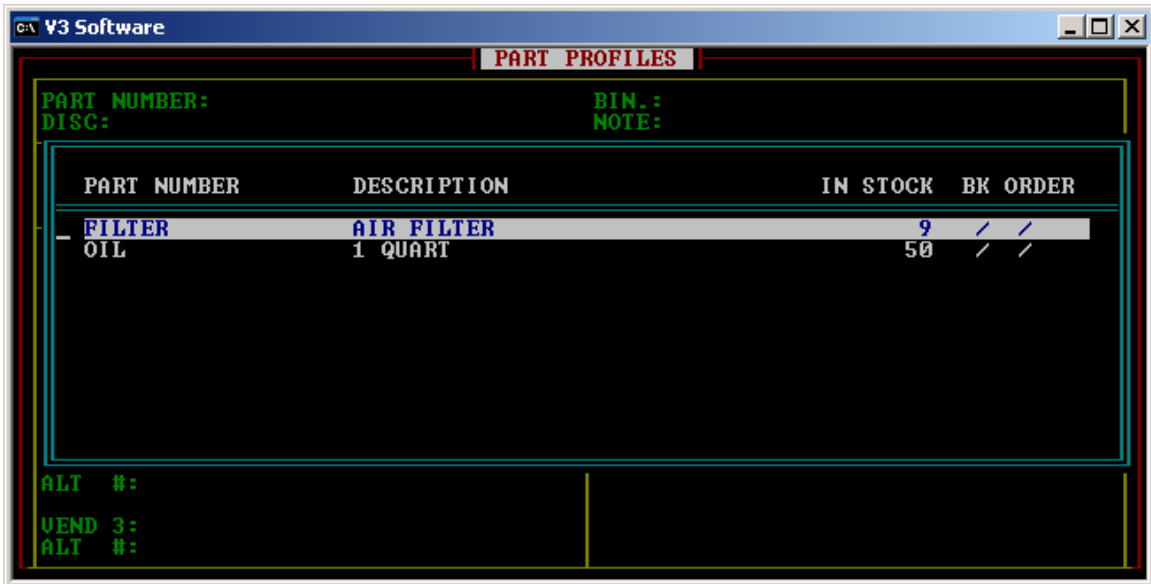 V3 Software
PART PROFILES
PART NUMBER: BIN.:
DISC: NOTE:
PART NUMBER DESCRIPTION IN STOCK BK ORDER
FILTER AIR FILTER 9 / /
OIL 1 QUART 50 / /
ALT #:
VEND 3:
ALT #: